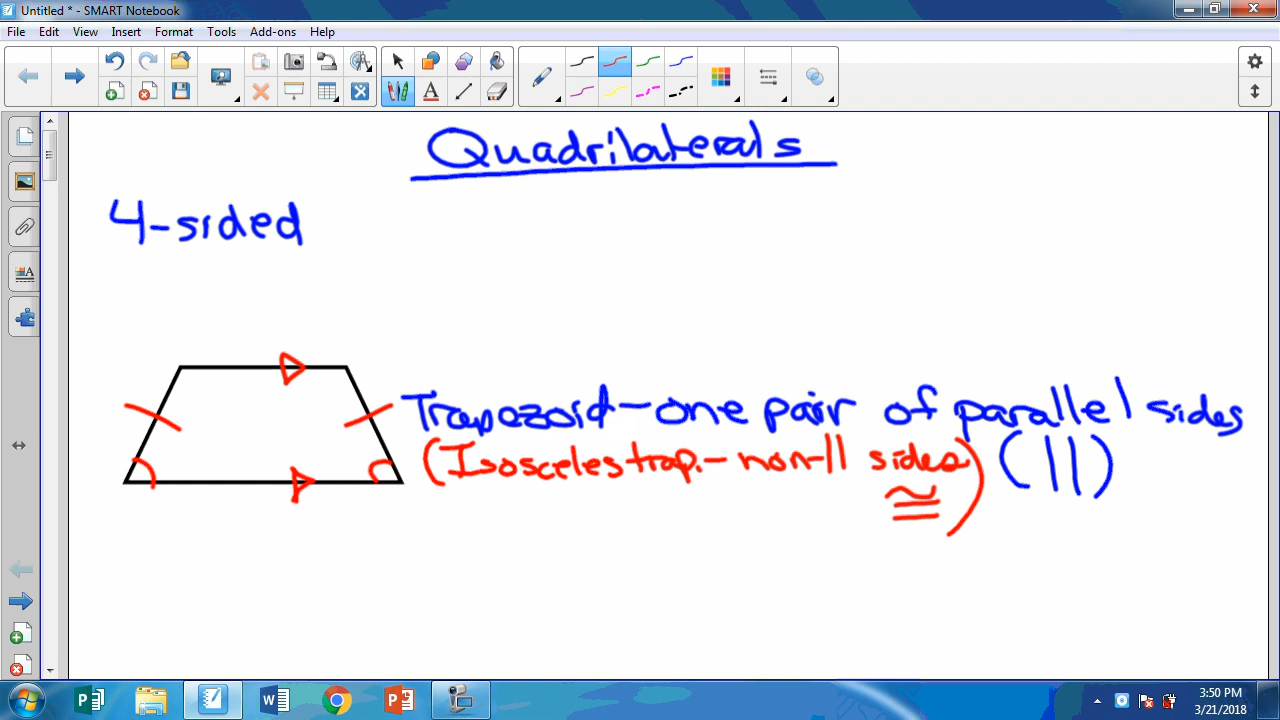 Untitled * - SMART Notebook
File Edit View Insert Format Tools Add-ons Help
Quadrilaterals
4-sided
Trapezoid - one pair of parallel sides
(Isosceles trap. - non-|| sides ≅) (||)
3:50 PM
3/21/2018